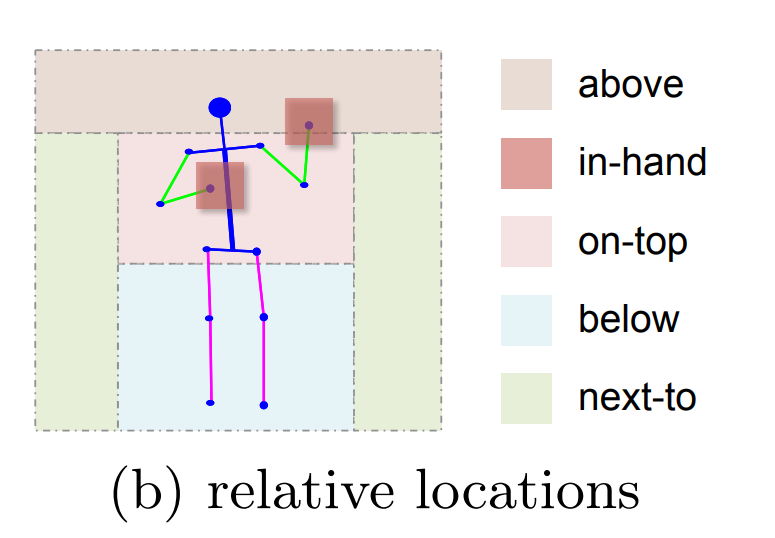 above
in-hand
on-top
below
next-to
(b) relative locations